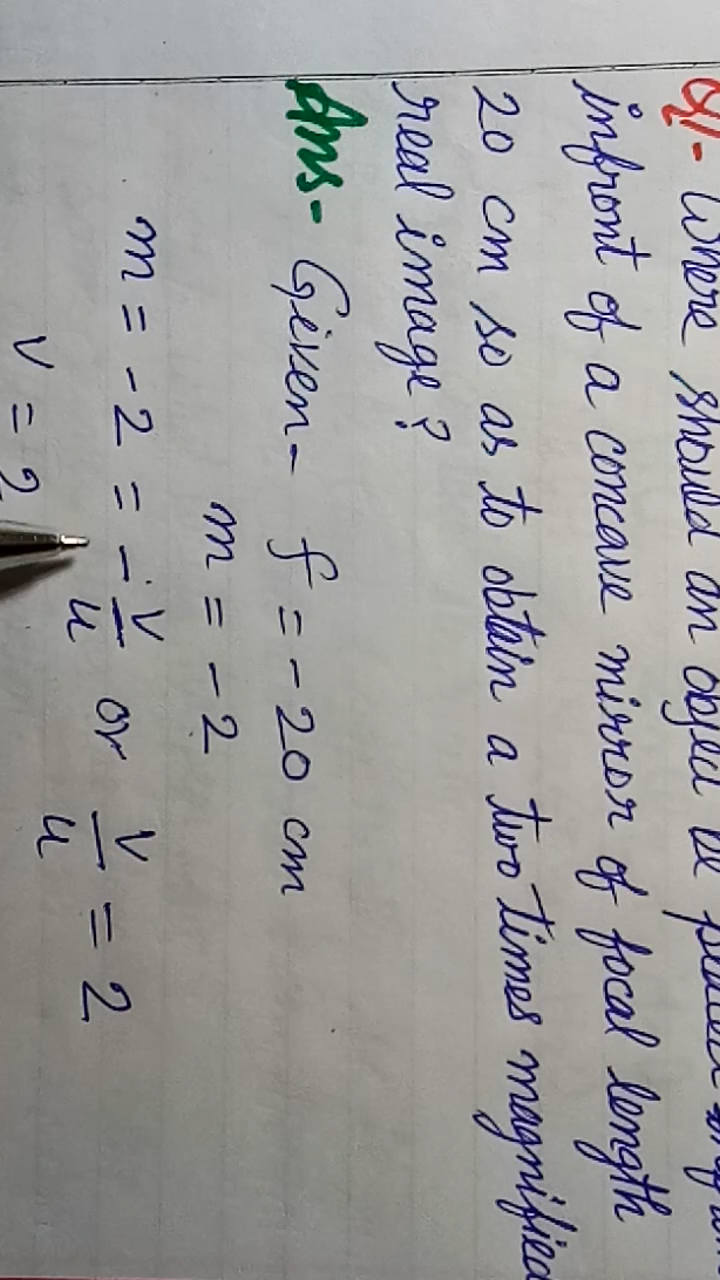 Q1- Where should an object be placed
infront of a concave mirror of focal length
20 cm so as to obtain a two times magnified
real image?
Ans- Given- f = -20 cm
m = -2
m = -2 = -v/u or v/u = 2
v = 2